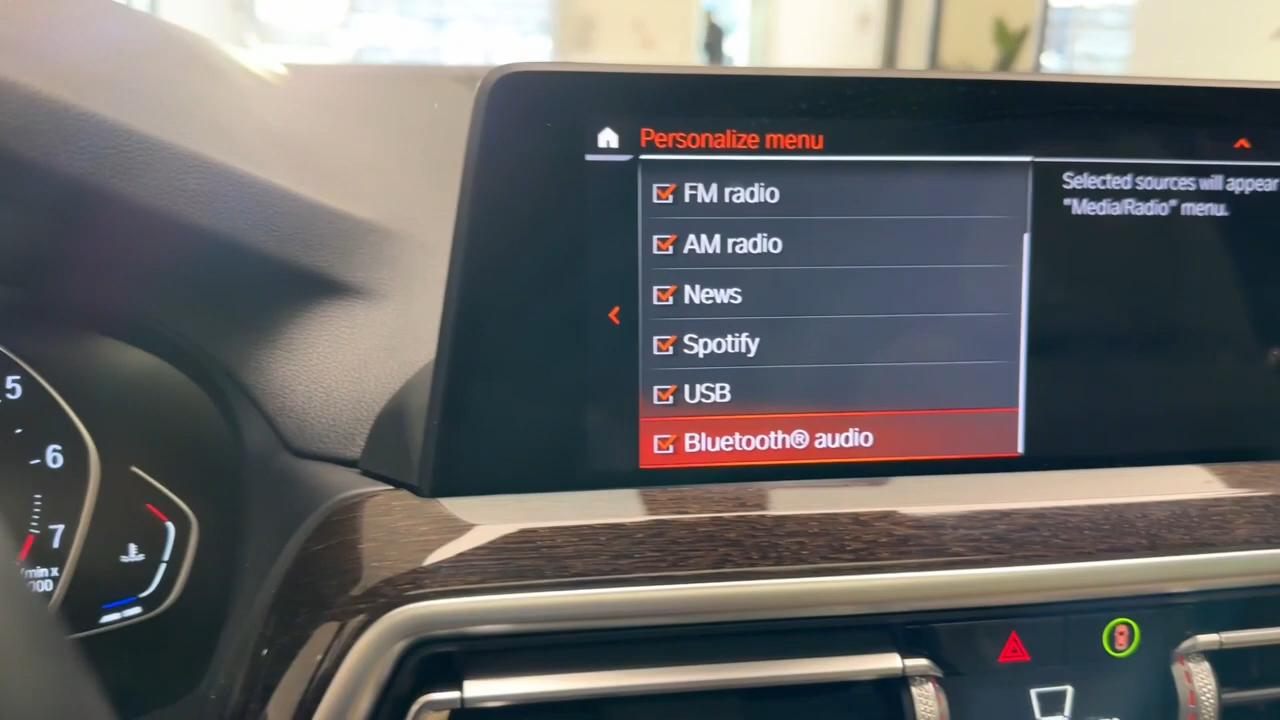 Personalize menu
FM radio
AM radio
News
Spotify
USB
Bluetooth® audio
Selected sources will appear
"Media/Radio" menu.
5
6
7
min x